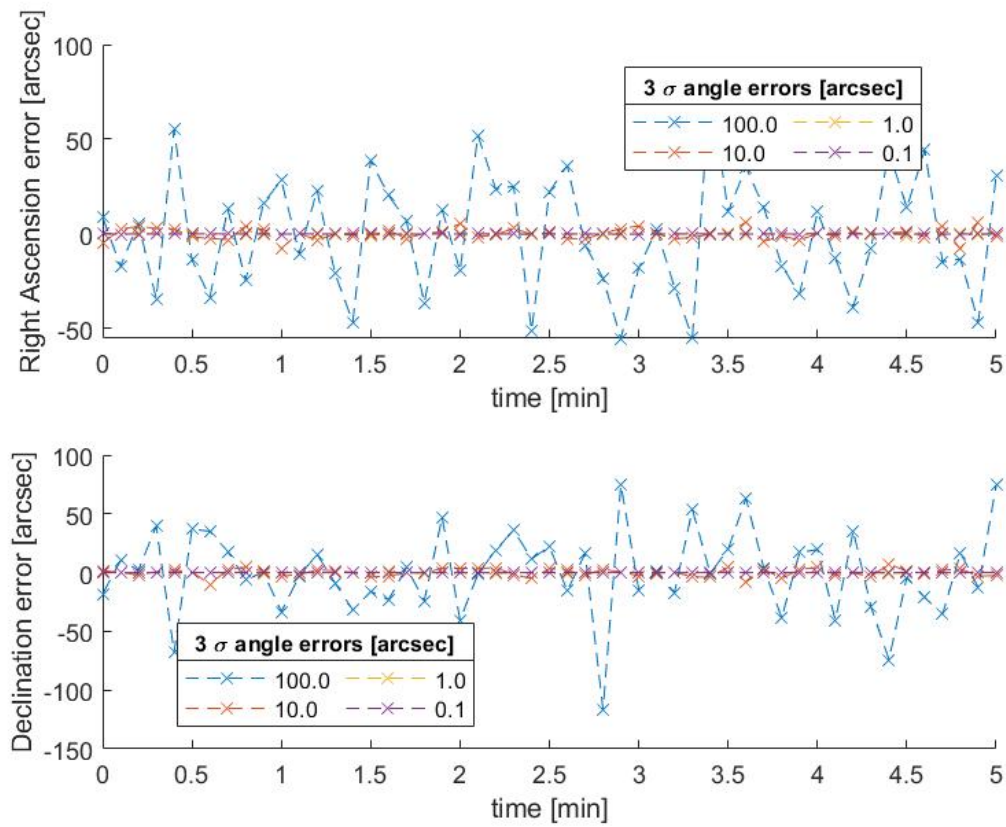 Right Ascension error [arcsec]
100
50
0
-50
3 σ angle errors [arcsec]
100.0 1.0
10.0 0.1
0 0.5 1 1.5 2 2.5 3 3.5 4 4.5 5
time [min]
Declination error [arcsec]
100
50
0
-50
-100
-150
3 σ angle errors [arcsec]
100.0 1.0
10.0 0.1
0 0.5 1 1.5 2 2.5 3 3.5 4 4.5 5
time [min]